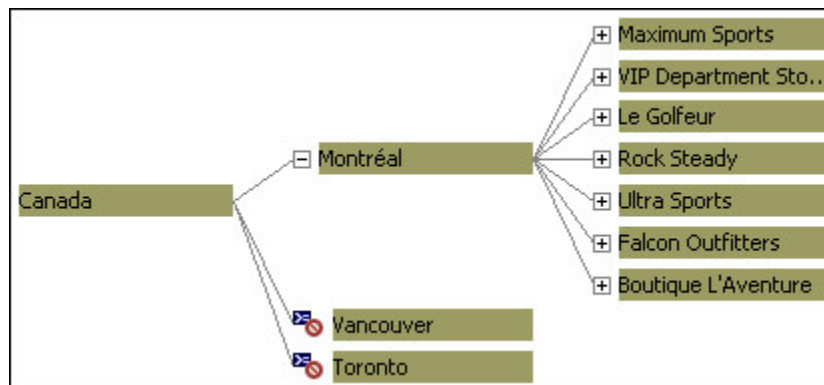 Canada
Montréal
Vancouver
Toronto
Maximum Sports
VIP Department Sto..
Le Golfeur
Rock Steady
Ultra Sports
Falcon Outfitters
Boutique L'Aventure